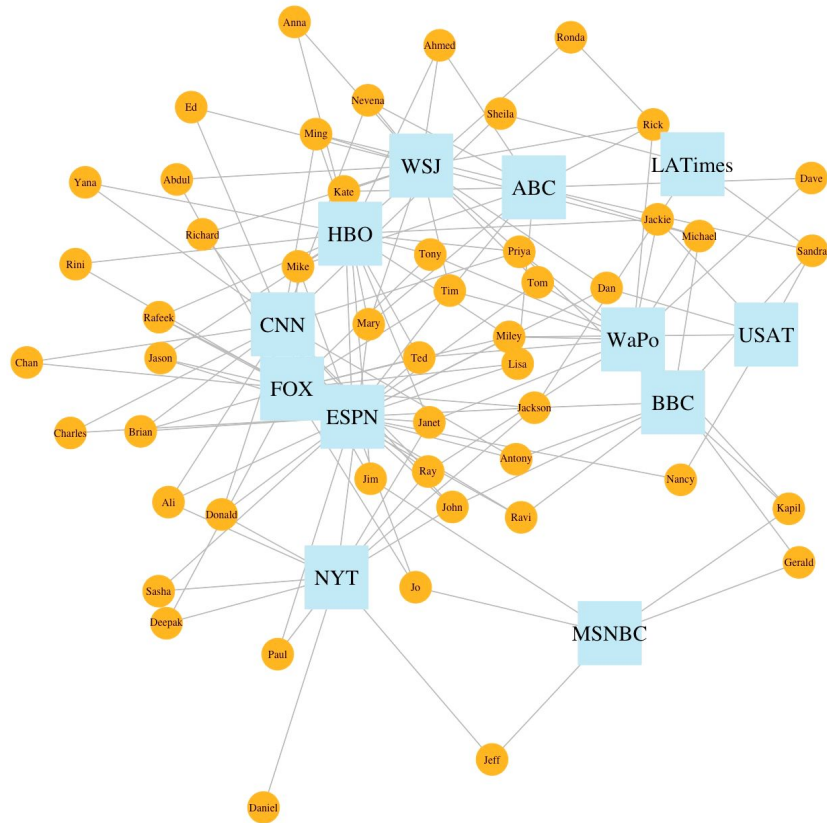 Anna
Ronda
Ahmed
Nevena
Ed
Sheila
Rick
Ming
WSJ
LATimes
Yana
Abdul
Kate
ABC
Dave
Jackie
Richard
HBO
Michael
Sandra
Rini
Mike
Tony
Priya
Tim
Tom
Dan
Rafeek
CNN
Mary
Miley
WaPo
USAT
Chan
Jason
Ted
Lisa
FOX
Charles
Brian
ESPN
Janet
Jackson
BBC
Antony
Jim
Ray
Nancy
Ali
Donald
John
Ravi
Kapil
Gerald
NYT
Sasha
Jo
Deepak
MSNBC
Paul
Jeff
Daniel